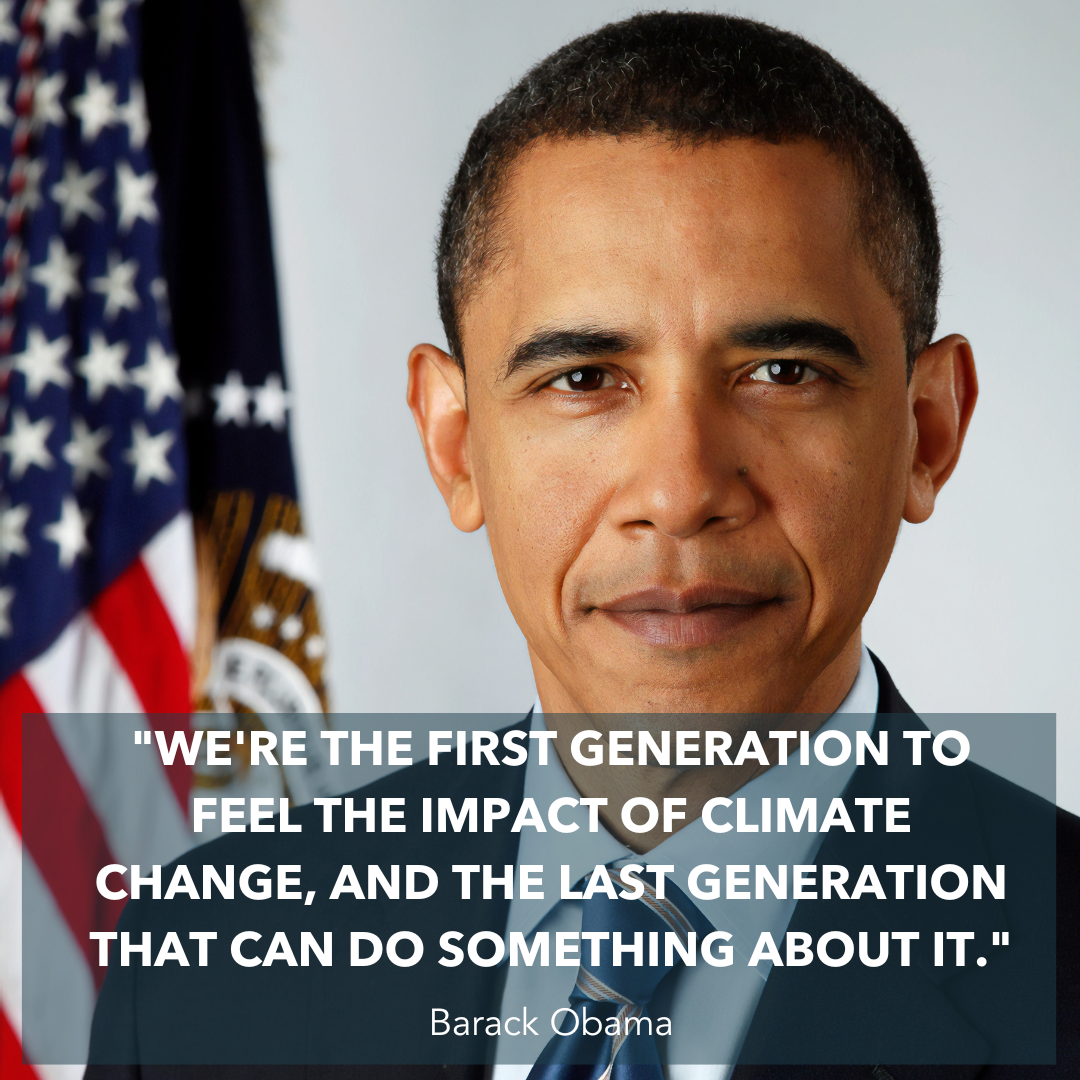 "WE'RE THE FIRST GENERATION TO
FEEL THE IMPACT OF CLIMATE
CHANGE, AND THE LAST GENERATION
THAT CAN DO SOMETHING ABOUT IT."
Barack Obama